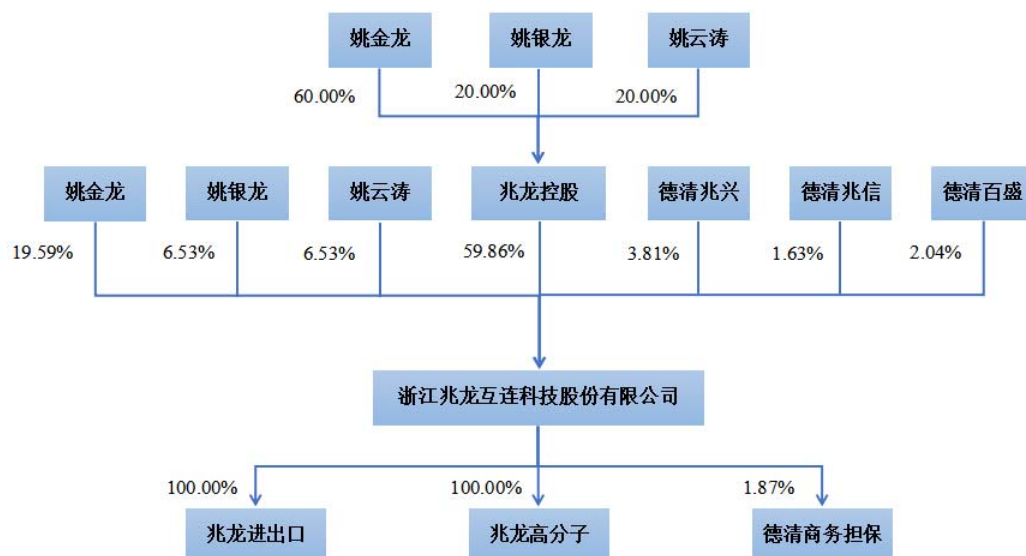 姚金龙
姚银龙
姚云涛
60.00%
20.00%
20.00%
姚金龙
姚银龙
姚云涛
兆龙控股
德清兆兴
德清兆信
德清百盛
19.59%
6.53%
6.53%
59.86%
3.81%
1.63%
2.04%
浙江兆龙互连科技股份有限公司
100.00%
100.00%
1.87%
兆龙进出口
兆龙高分子
德清商务担保